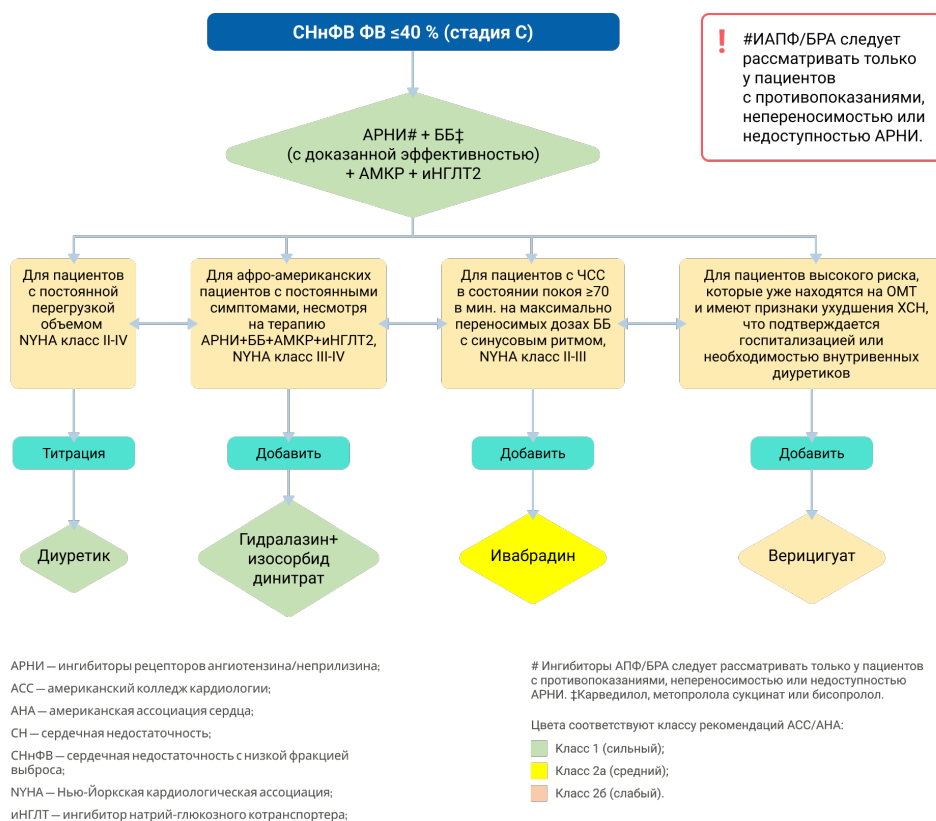 СНнФВ ФВ ≤40 % (стадия С)
#ИАПФ/БРА следует
рассматривать только
у пациентов
с противопоказаниями,
непереносимостью или
недоступностью АРНИ.
АРНИ# + ББ‡
(с доказанной эффективностью)
+ АМКР + иНГЛТ2
Для пациентов
с постоянной
перегрузкой
объемом
NYHA класс II-IV
Для афро-американских
пациентов с постоянными
симптомами, несмотря
на терапию
АРНИ+ББ+АМКР+иНГЛТ2,
NYHA класс III-IV
Для пациентов с ЧСС
в состоянии покоя ≥70
в мин. на максимально
переносимых дозах ББ
с синусовым ритмом,
NYHA класс II-III
Для пациентов высокого риска,
которые уже находятся на ОМТ
и имеют признаки ухудшения ХСН,
что подтверждается
госпитализацией или
необходимостью внутривенных
диуретиков
Титрация
Добавить
Добавить
Добавить
Диуретик
Гидралазин+
изосорбид
динитрат
Ивабрадин
Верицигуат
АРНИ — ингибиторы рецепторов ангиотензина/неприлизина;
АСС — американский колледж кардиологии;
АНА — американская ассоциация сердца;
СН — сердечная недостаточность;
СНнФВ — сердечная недостаточность с низкой фракцией
выброса;
NYHA — Нью-Йоркская кардиологическая ассоциация;
иНГЛТ — ингибитор натрий-глюкозного котранспортера;
# Ингибиторы АПФ/БРА следует рассматривать только у пациентов
с противопоказаниями, непереносимостью или недоступностью
АРНИ. ‡Карведилол, метопролола сукцинат или бисопролол.
Цвета соответствуют классу рекомендаций АСС/АНА:
Класс 1 (сильный);
Класс 2а (средний);
Класс 2б (слабый).